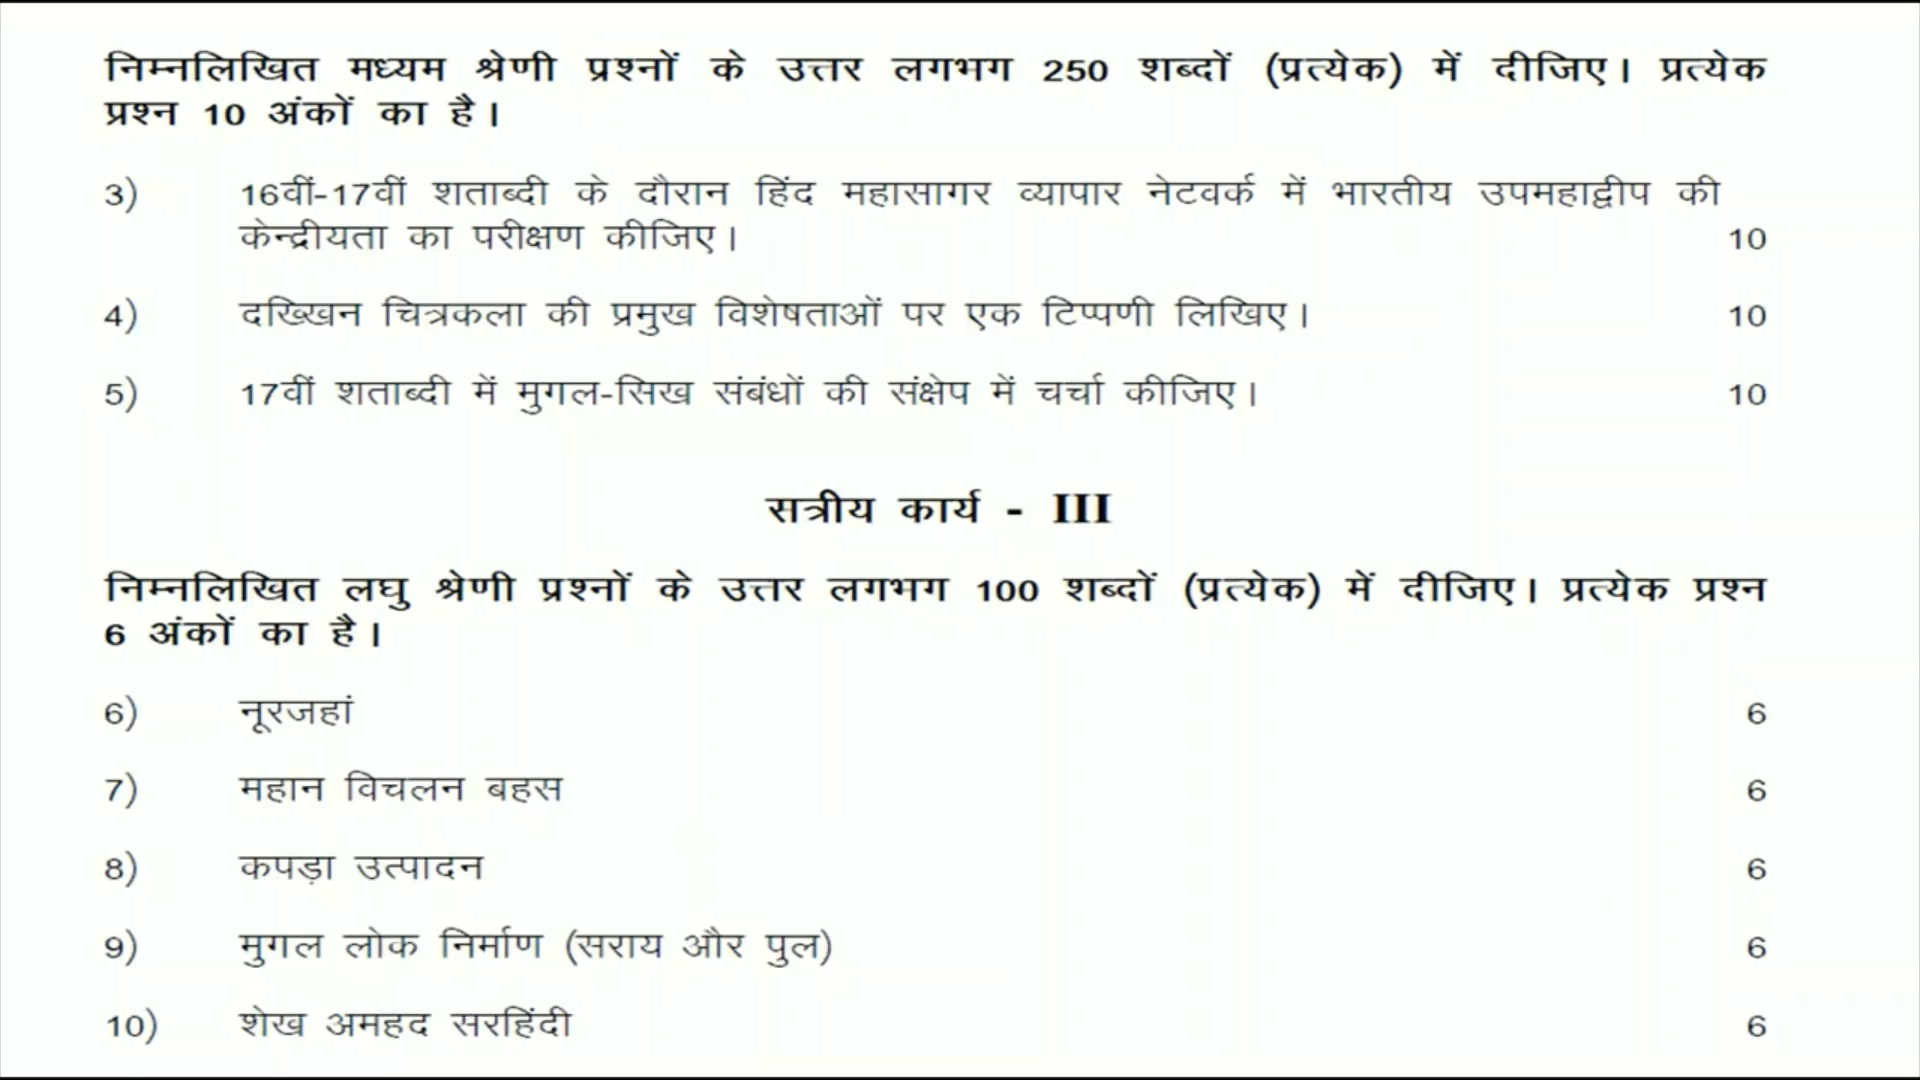 निम्नलिखित मध्यम श्रेणी प्रश्नों के उत्तर लगभग 250 शब्दों (प्रत्येक) में दीजिए। प्रत्येक
प्रश्न 10 अंकों का है।
3) 16वीं-17वीं शताब्दी के दौरान हिंद महासागर व्यापार नेटवर्क में भारतीय उपमहाद्वीप की
केन्द्रीयता का परीक्षण कीजिए। 10
4) दख्खिन चित्रकला की प्रमुख विशेषताओं पर एक टिप्पणी लिखिए। 10
5) 17वीं शताब्दी में मुगल-सिख संबंधों की संक्षेप में चर्चा कीजिए। 10
सत्रीय कार्य - III
निम्नलिखित लघु श्रेणी प्रश्नों के उत्तर लगभग 100 शब्दों (प्रत्येक) में दीजिए। प्रत्येक प्रश्न
6 अंकों का है।
6) नूरजहां 6
7) महान विचलन बहस 6
8) कपड़ा उत्पादन 6
9) मुगल लोक निर्माण (सराय और पुल) 6
10) शेख अमहद सरहिंदी 6